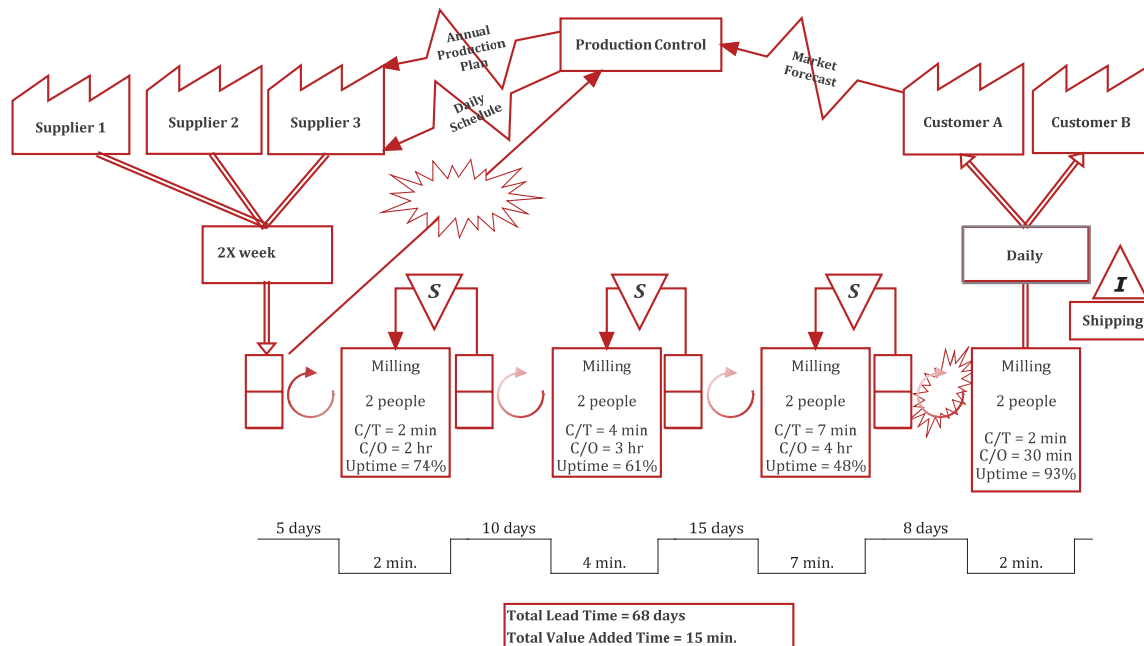 Annual
Production
Plan
Production Control
Market
Forecast
Supplier 1
Supplier 2
Supplier 3
Daily
Schedule
Customer A
Customer B
2X week
Daily
S
S
S
I
Shipping
Milling
2 people
C/T = 2 min
C/O = 2 hr
Uptime = 74%
Milling
2 people
C/T = 4 min
C/O = 3 hr
Uptime = 61%
Milling
2 people
C/T = 7 min
C/O = 4 hr
Uptime = 48%
Milling
2 people
C/T = 2 min
C/O = 30 min
Uptime = 93%
5 days
10 days
15 days
8 days
2 min.
4 min.
7 min.
2 min.
Total Lead Time = 68 days
Total Value Added Time = 15 min.